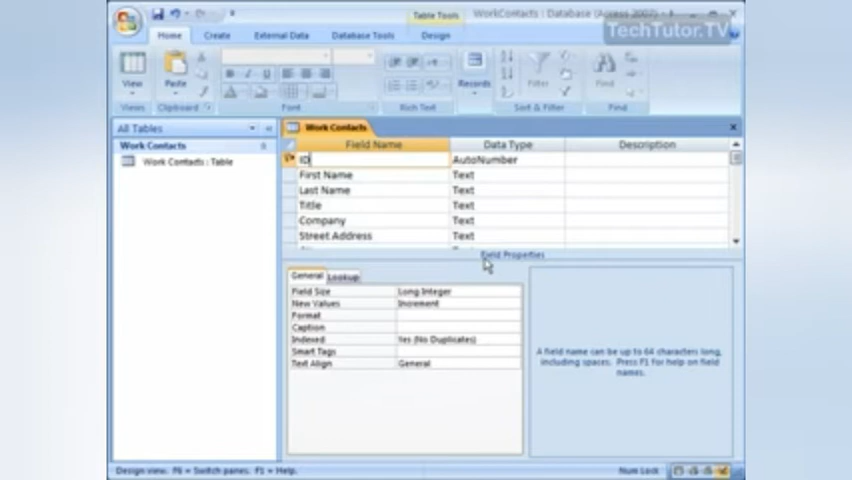 Table Tools
WorkContacts : Database (Access 2007)
TechTutor.TV
Home
Create
External Data
Database Tools
Design
View
Paste
B I U
A
Records
Filter
Find
Views
Clipboard
Font
Rich Text
Sort & Filter
Find
All Tables
Work Contacts
Work Contacts
Work Contacts : Table
Field Name
Data Type
Description
ID
AutoNumber
First Name
Text
Last Name
Text
Title
Text
Company
Text
Street Address
Text
Field Properties
General
Lookup
Field Size
Long Integer
New Values
Increment
Format
Caption
Indexed
Yes (No Duplicates)
Smart Tags
Text Align
General
A field name can be up to 64 characters long,
including spaces. Press F1 for help on field
names.
Design view. F6 = Switch panes. F1 = Help.
Num Lock